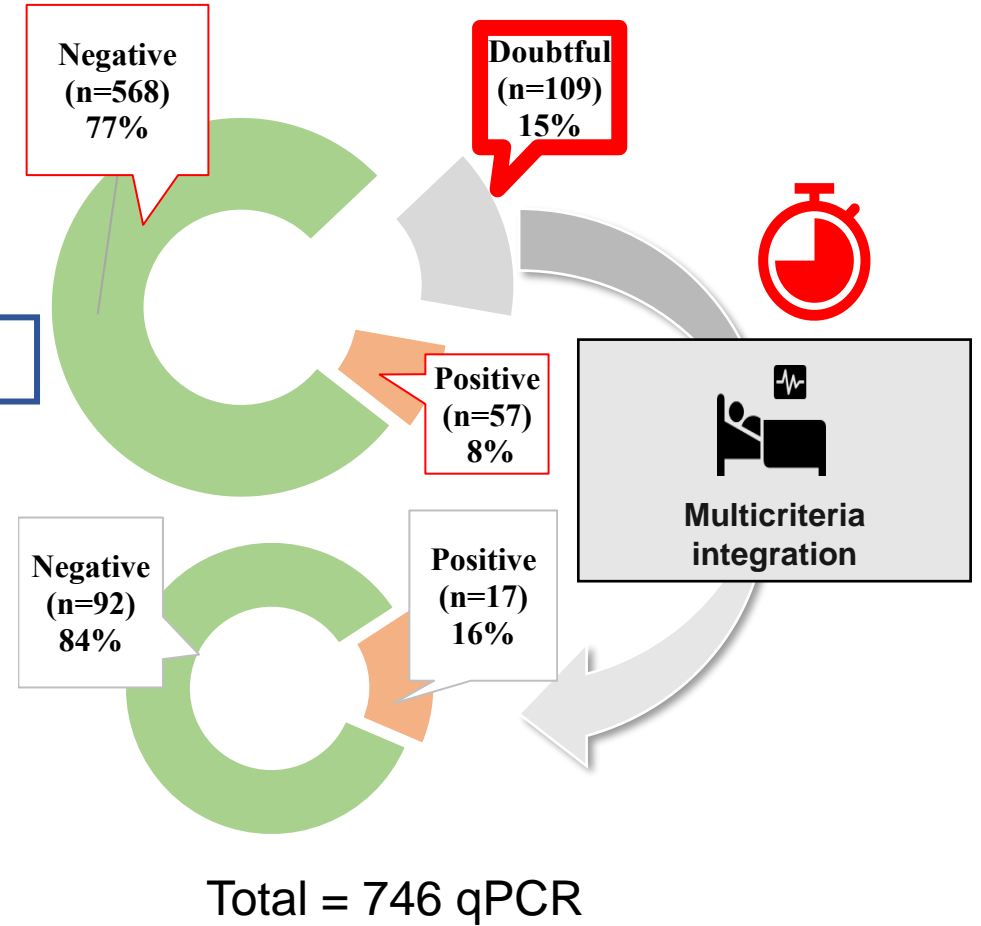 Negative
(n=568)
77%
Doubtful
(n=109)
15%
Positive
(n=57)
8%
Multicriteria
integration
Negative
(n=92)
84%
Positive
(n=17)
16%
Total = 746 qPCR